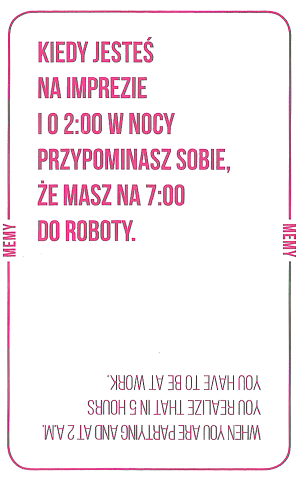 KIEDY JESTEŚ
NA IMPREZIE
I O 2:00 W NOCY
PRZYPOMINASZ SOBIE,
ŻE MASZ NA 7:00
DO ROBOTY.
MEMY
MEMY
WHEN YOU ARE PARTYING AND AT 2 A.M.
YOU REALIZE THAT IN 5 HOURS
YOU HAVE TO BE AT WORK.